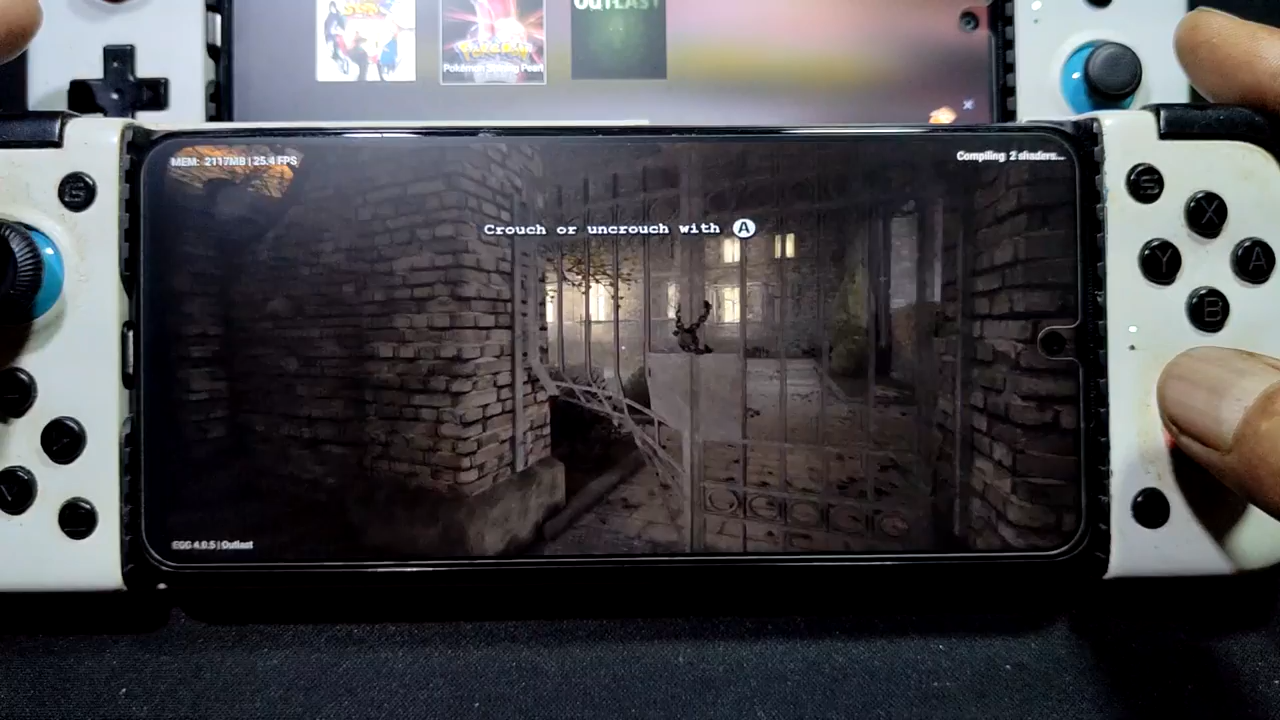 OUTLAST
POKéMON
Pokémon Shining Pearl
MEM: 2117MB | 25.4 FPS
Compiling 2 shaders...
Crouch or uncrouch with A
EGG 4.0.5 | Outlast
S
X
Y
A
B